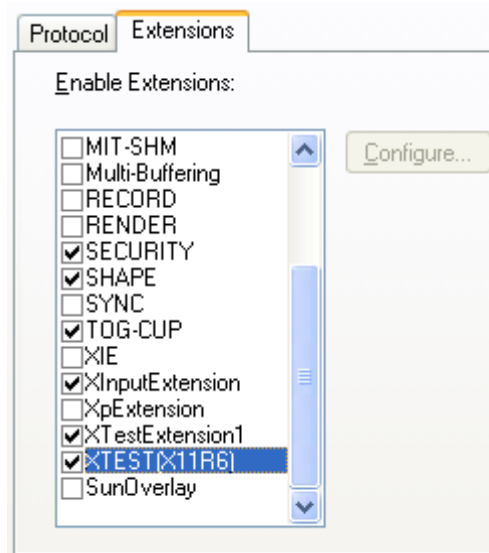 Protocol Extensions
Enable Extensions:
MIT-SHM
Configure...
Multi-Buffering
RECORD
RENDER
SECURITY
SHAPE
SYNC
TOG-CUP
XIE
XInputExtension
XpExtension
XTestExtension1
XTEST(X11R6)
SunOverlay